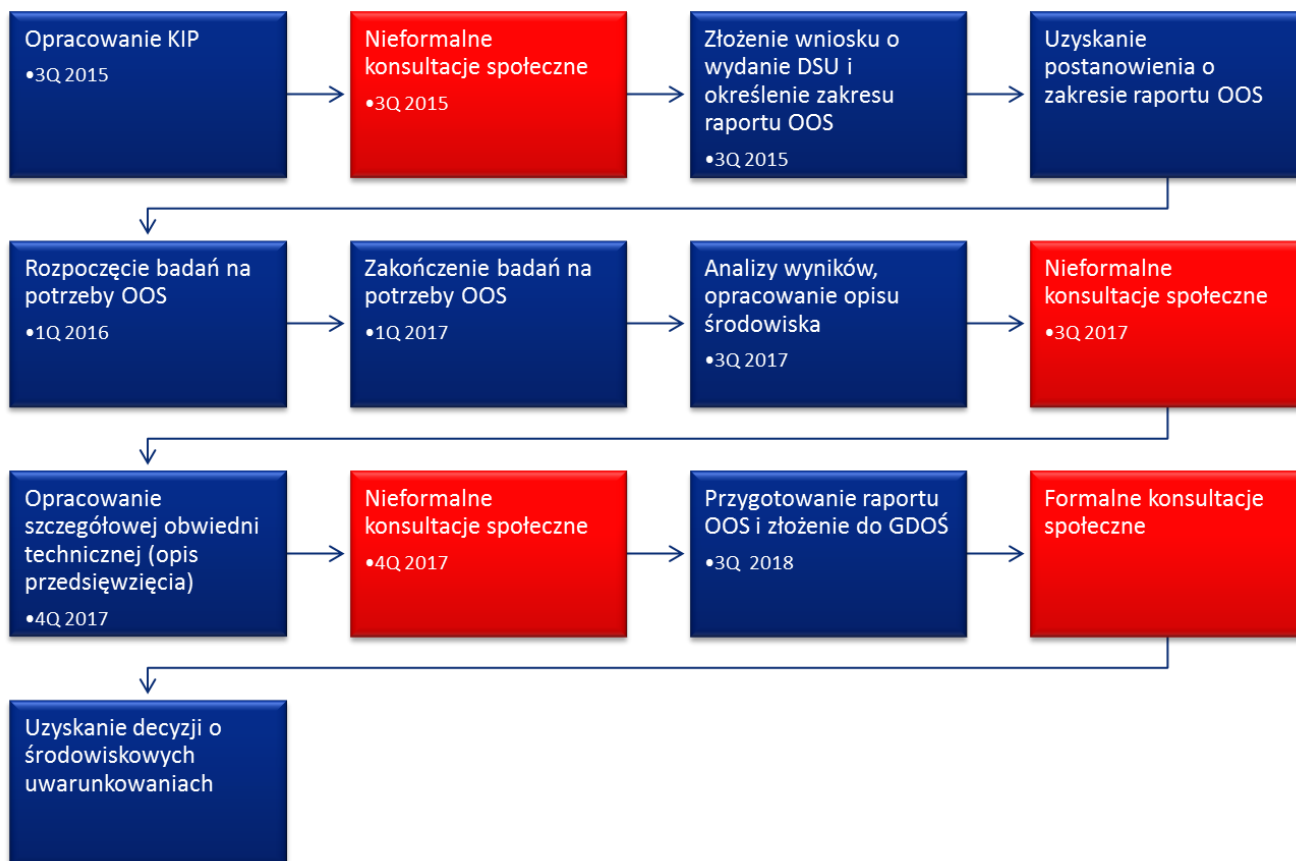 Opracowanie KIP
•3Q 2015
Nieformalne
konsultacje społeczne
•3Q 2015
Złożenie wniosku o
wydanie DSU i
określenie zakresu
raportu OOS
•3Q 2015
Uzyskanie
postanowienia o
zakresie raportu OOS
Rozpoczęcie badań na
potrzeby OOS
•1Q 2016
Zakończenie badań na
potrzeby OOS
•1Q 2017
Analizy wyników,
opracowanie opisu
środowiska
•3Q 2017
Nieformalne
konsultacje społeczne
•3Q 2017
Opracowanie
szczegółowej obwiedni
technicznej (opis
przedsięwzięcia)
•4Q 2017
Nieformalne
konsultacje społeczne
•4Q 2017
Przygotowanie raportu
OOS i złożenie do GDOŚ
•3Q 2018
Formalne konsultacje
społeczne
Uzyskanie decyzji o
środowiskowych
uwarunkowaniach